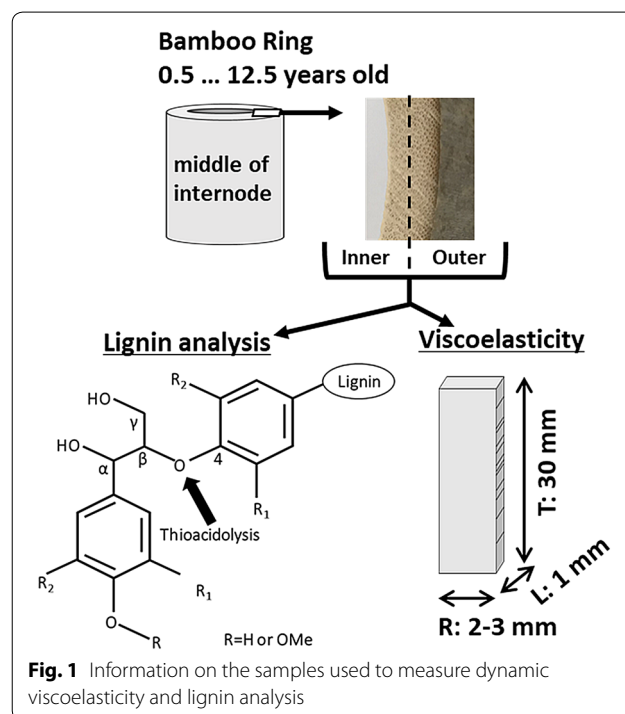 Bamboo Ring
0.5 ... 12.5 years old
middle of
internode
Inner
Outer
Lignin analysis
Viscoelasticity
R2
Lignin
HO
γ
HO
β
4
α
O
R1
Thioacidolysis
T: 30 mm
R2
R1
L: 1 mm
O
R
R=H or OMe
R: 2-3 mm
Fig. 1 Information on the samples used to measure dynamic
viscoelasticity and lignin analysis